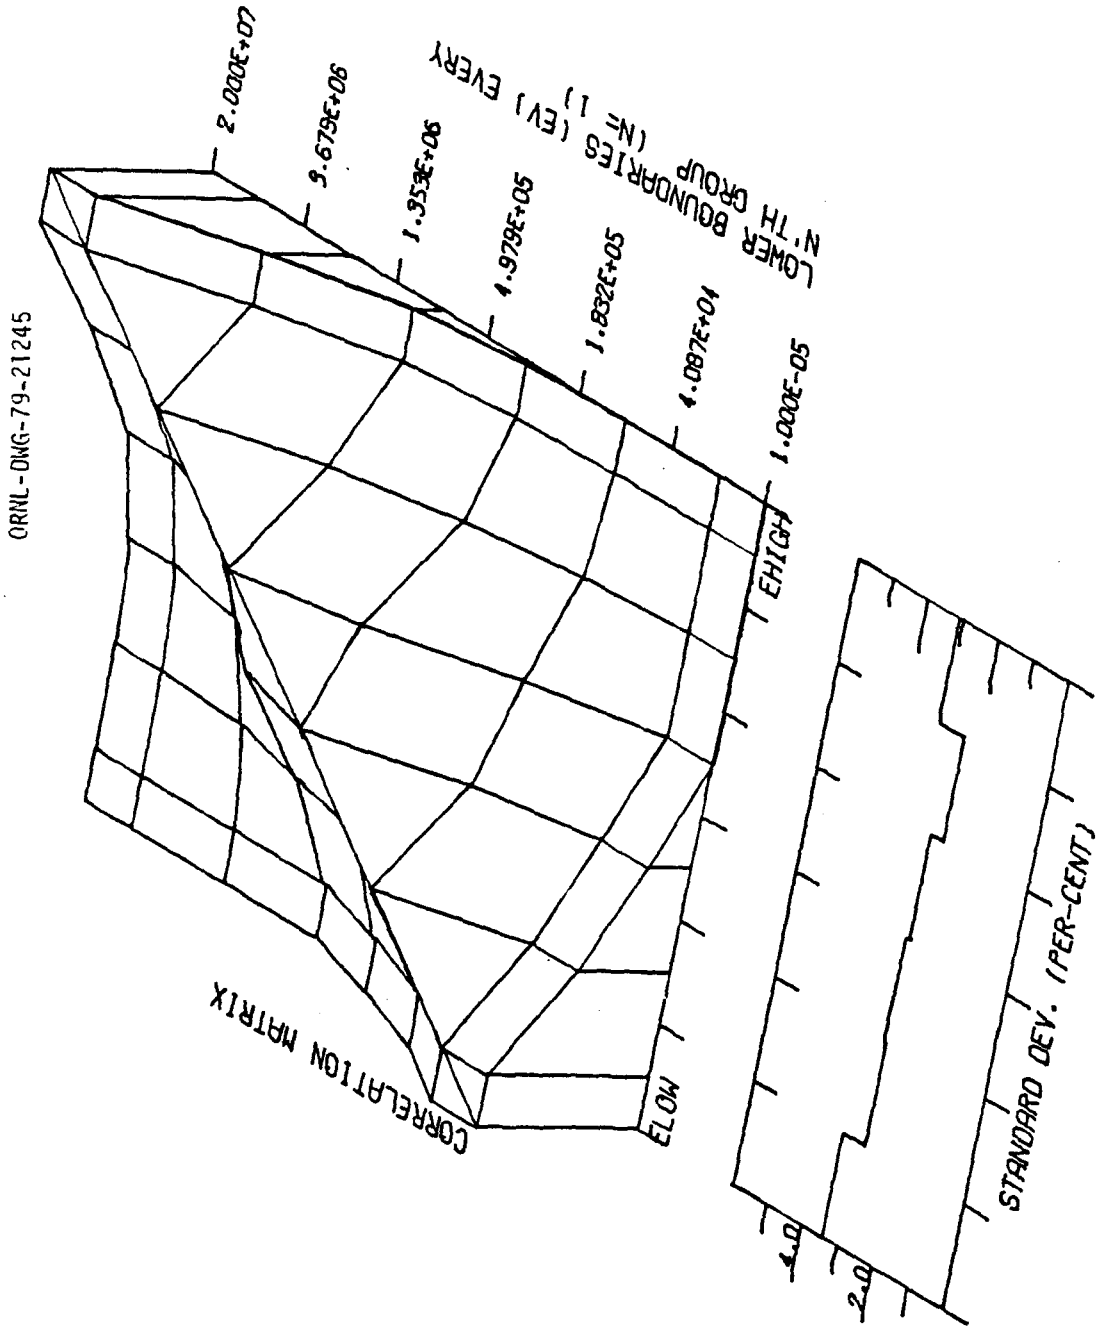 ORNL-DWG-79-21245
CORRELATION MATRIX
LOWER BOUNDARIES (EV) EVERY
N'TH GROUP (N= 1)
2.000E+07
9.679E+06
1.353E+06
4.979E+05
1.832E+05
4.087E+04
1.000E-05
EHIGH
ELOW
4.0
2.0
STANDARD DEV. (PER-CENT)